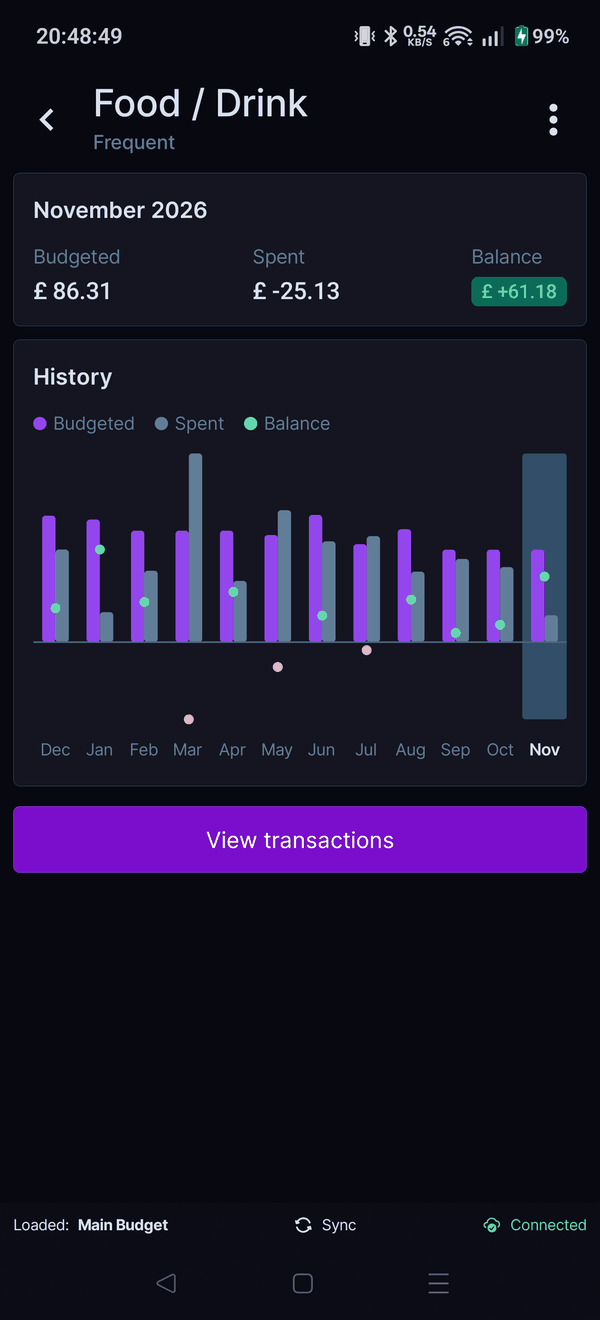 20:48:49 0.54 KB/S 6 99%
Food / Drink
Frequent
November 2026
Budgeted Spent Balance
£ 86.31 £ -25.13 £ +61.18
History
Budgeted Spent Balance
Dec Jan Feb Mar Apr May Jun Jul Aug Sep Oct Nov
View transactions
Loaded: Main Budget Sync Connected